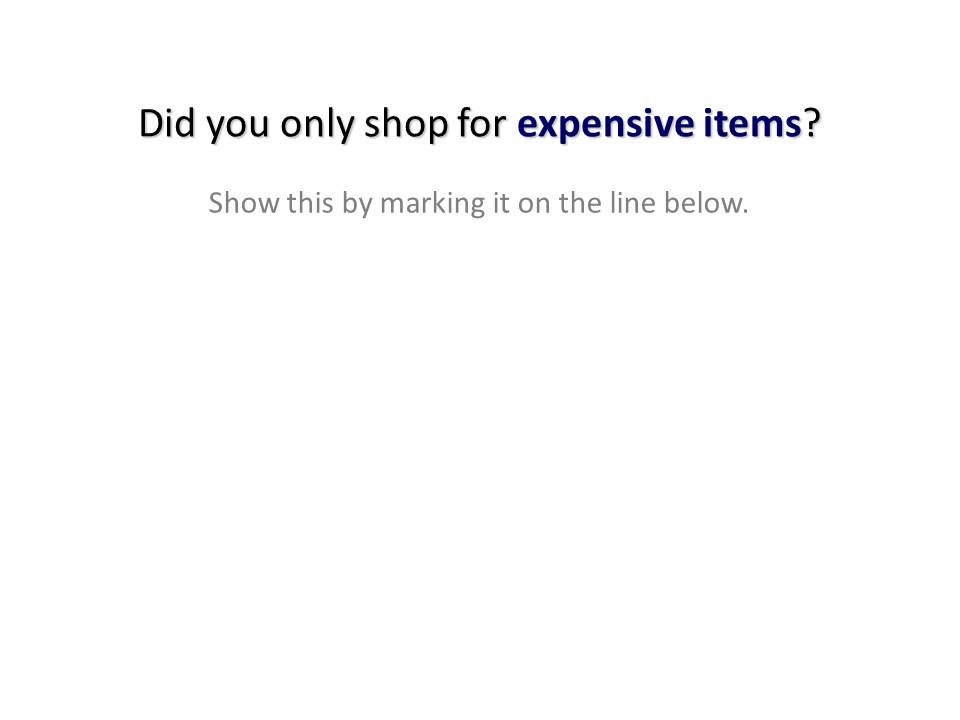 Did you only shop for expensive items?
Show this by marking it on the line below.